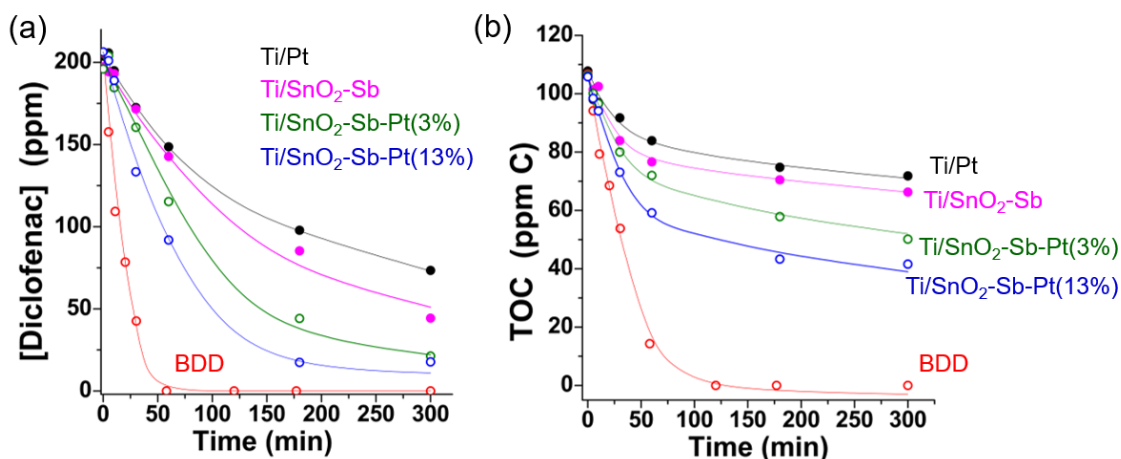 (a)
[Diclofenac] (ppm)
200
150
100
50
0
Ti/Pt
Ti/SnO₂-Sb
Ti/SnO₂-Sb-Pt(3%)
Ti/SnO₂-Sb-Pt(13%)
BDD
0 50 100 150 200 250 300
Time (min)
(b)
TOC (ppm C)
120
100
80
60
40
20
0
Ti/Pt
Ti/SnO₂-Sb
Ti/SnO₂-Sb-Pt(3%)
Ti/SnO₂-Sb-Pt(13%)
BDD
0 50 100 150 200 250 300
Time (min)